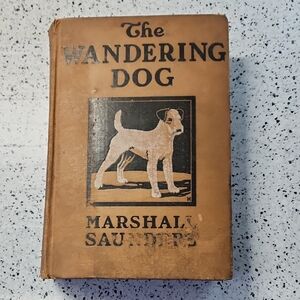 The
WANDERING
DOG
MARSHALL
SAUNDERS